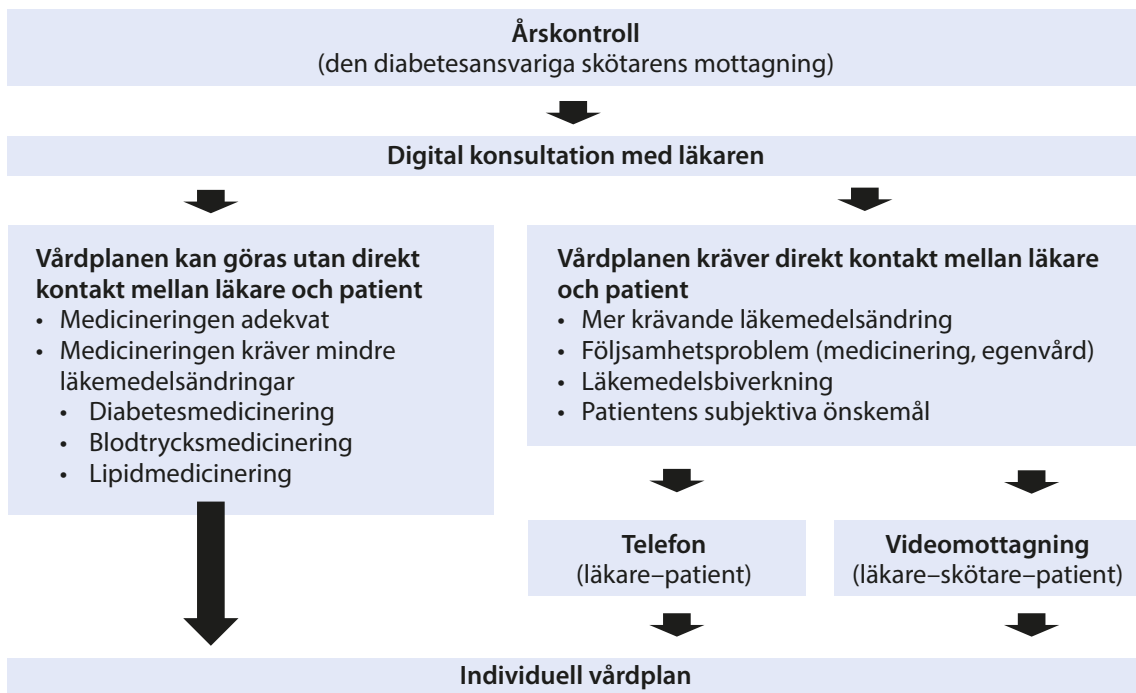 Årskontroll
(den diabetesansvariga skötarens mottagning)
Digital konsultation med läkaren
Vårdplanen kan göras utan direkt
kontakt mellan läkare och patient
• Medicineringen adekvat
• Medicineringen kräver mindre
läkemedelsändringar
• Diabetesmedicinering
• Blodtrycksmedicinering
• Lipidmedicinering
Vårdplanen kräver direkt kontakt mellan läkare
och patient
• Mer krävande läkemedelsändring
• Följsamhetsproblem (medicinering, egenvård)
• Läkemedelsbiverkning
• Patientens subjektiva önskemål
Telefon
(läkare–patient)
Videomottagning
(läkare–skötare–patient)
Individuell vårdplan